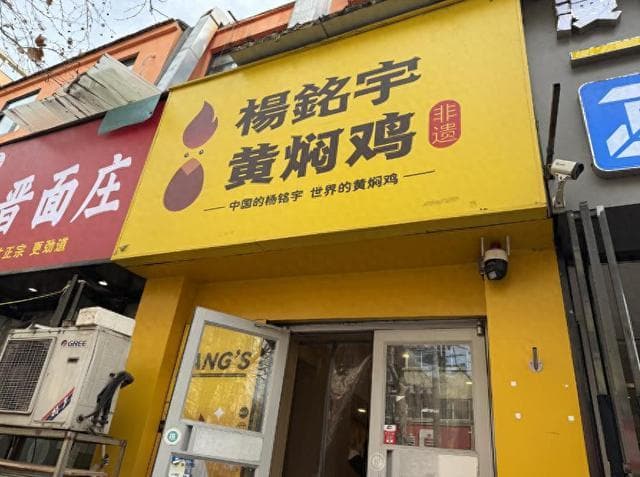 楊銘宇
黄焖鸡
非遗
中国的杨铭宇 世界的黄焖鸡
晋面庄
正宗 更劲道
GREE
ANG'S